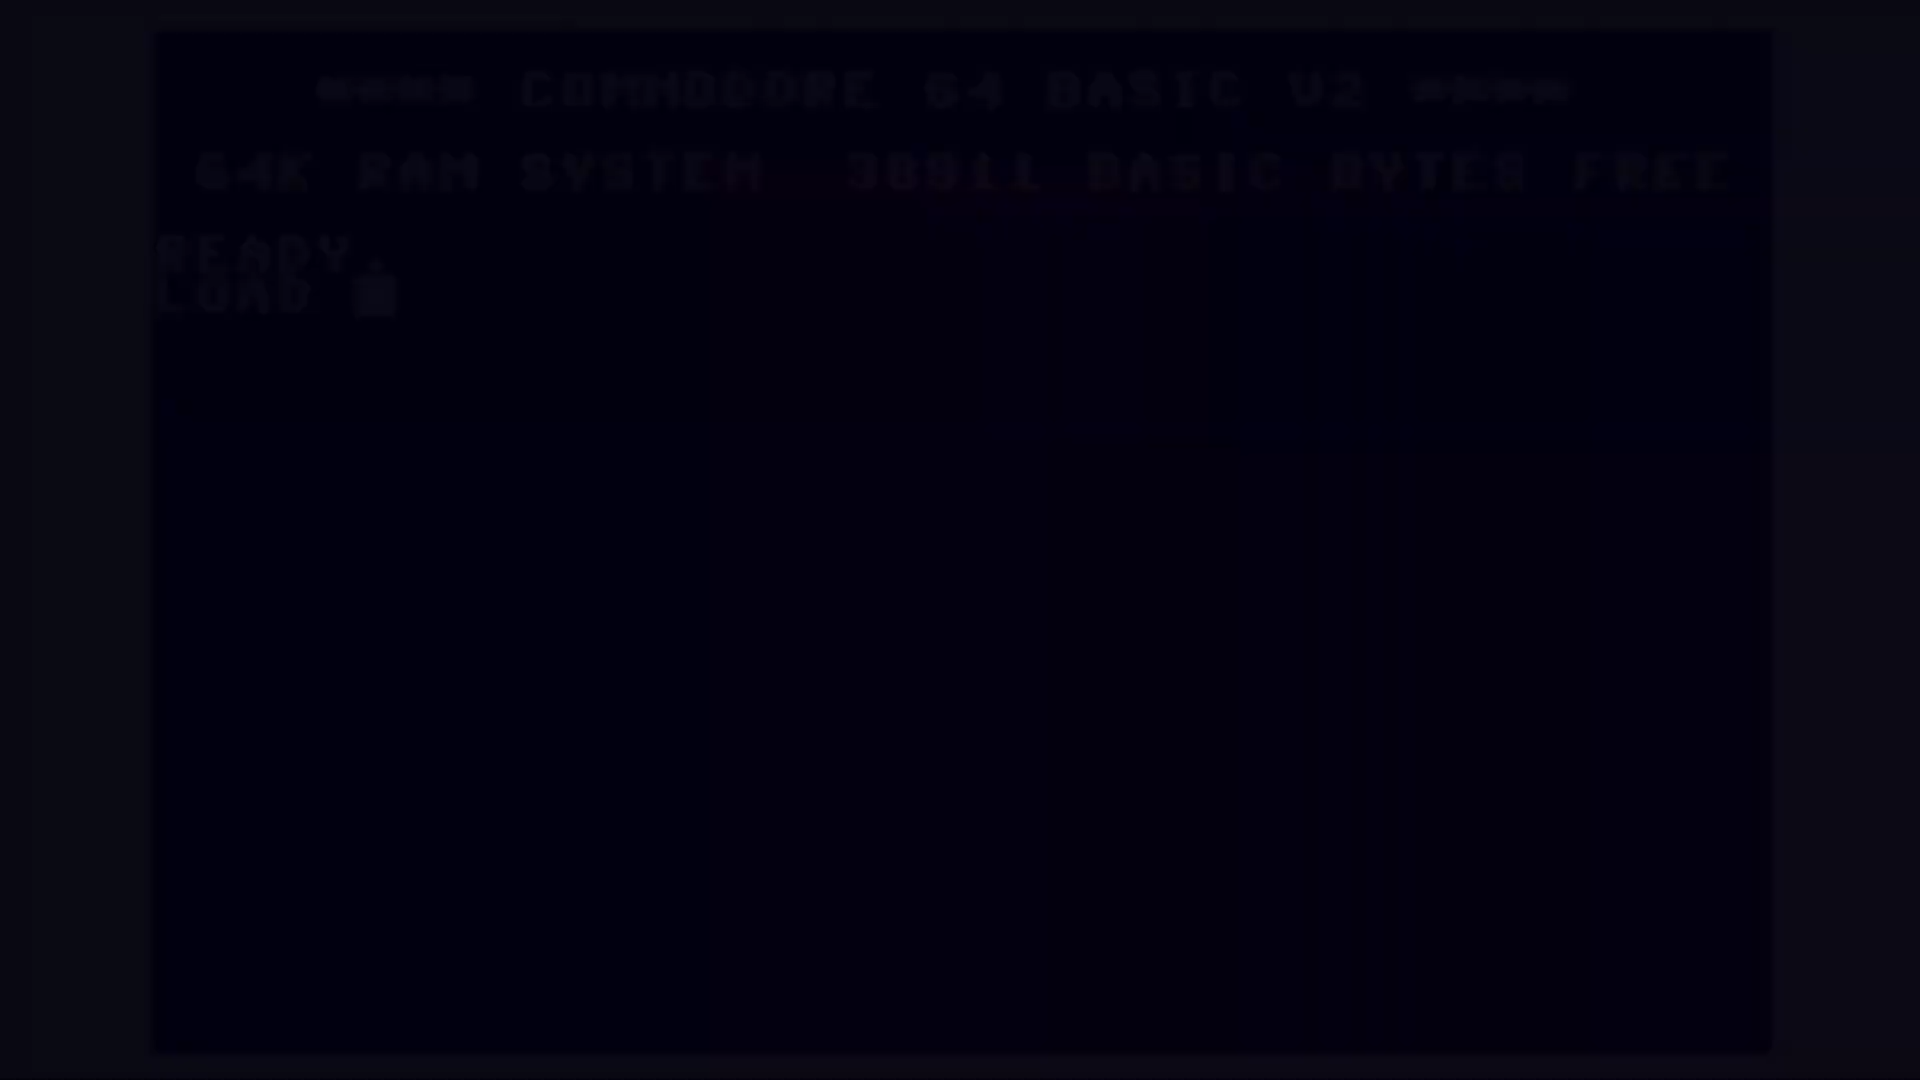 **** COMMODORE 64 BASIC V2 ****
64K RAM SYSTEM 38911 BASIC BYTES FREE
READY.
LOAD